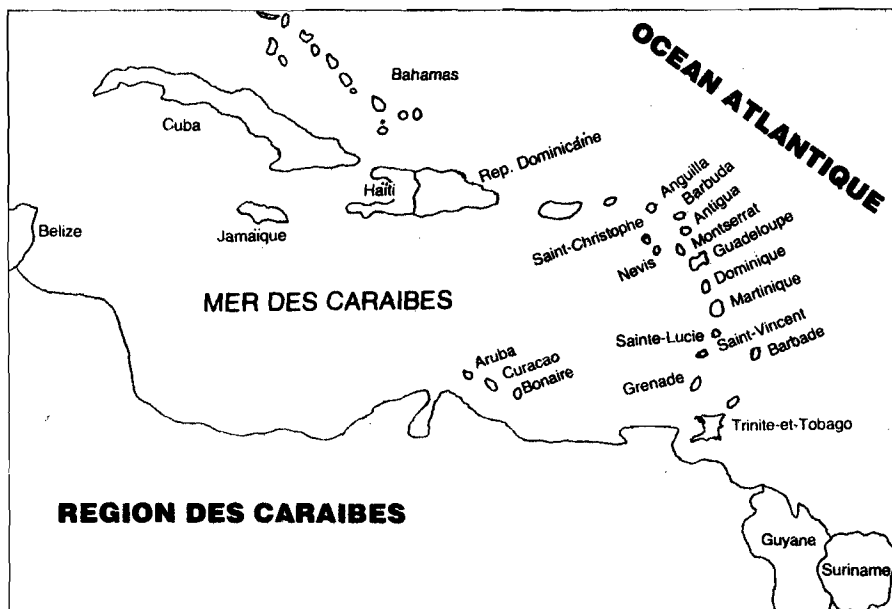 OCEAN ATLANTIQUE
Bahamas
Cuba
Rep. Dominicaine
Haïti
Anguilla
Barbuda
Antigua
Saint-Christophe
Montserrat
Belize
Jamaïque
Nevis
Guadeloupe
Dominique
MER DES CARAIBES
Martinique
Sainte-Lucie
Saint-Vincent
Barbade
Aruba
Curacao
Bonaire
Grenade
Trinite-et-Tobago
REGION DES CARAIBES
Guyane
Suriname